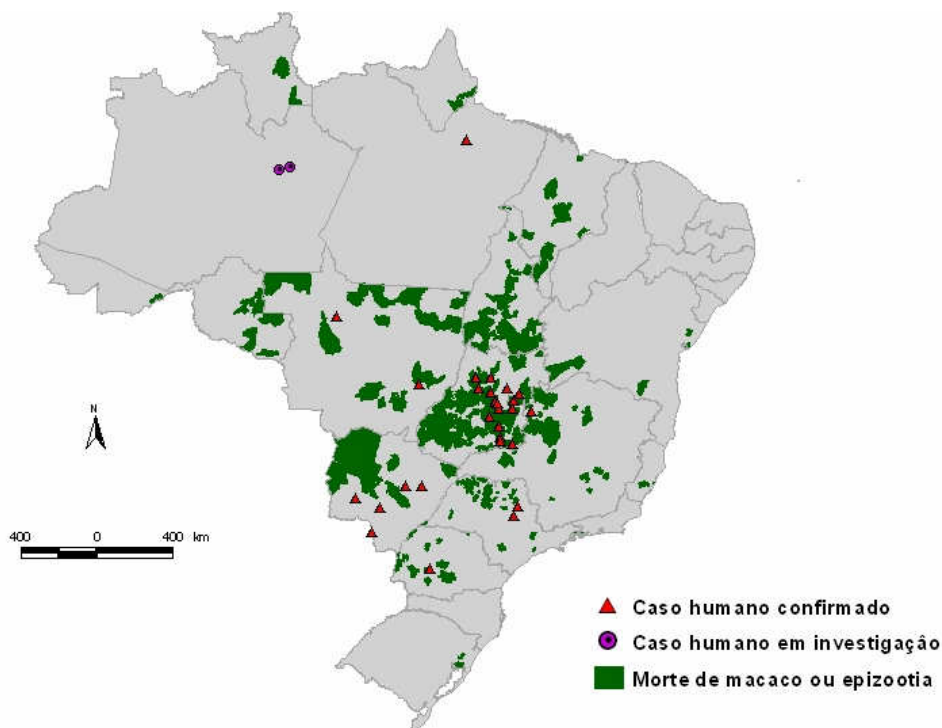 N
400 0 400 km
Caso humano confirmado
Caso humano em investigação
Morte de macaco ou epizootia